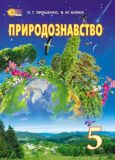 О. Г. ЯРОШЕНКО, В. М. БОЙКО
ПРИРОДОЗНАВСТВО
5